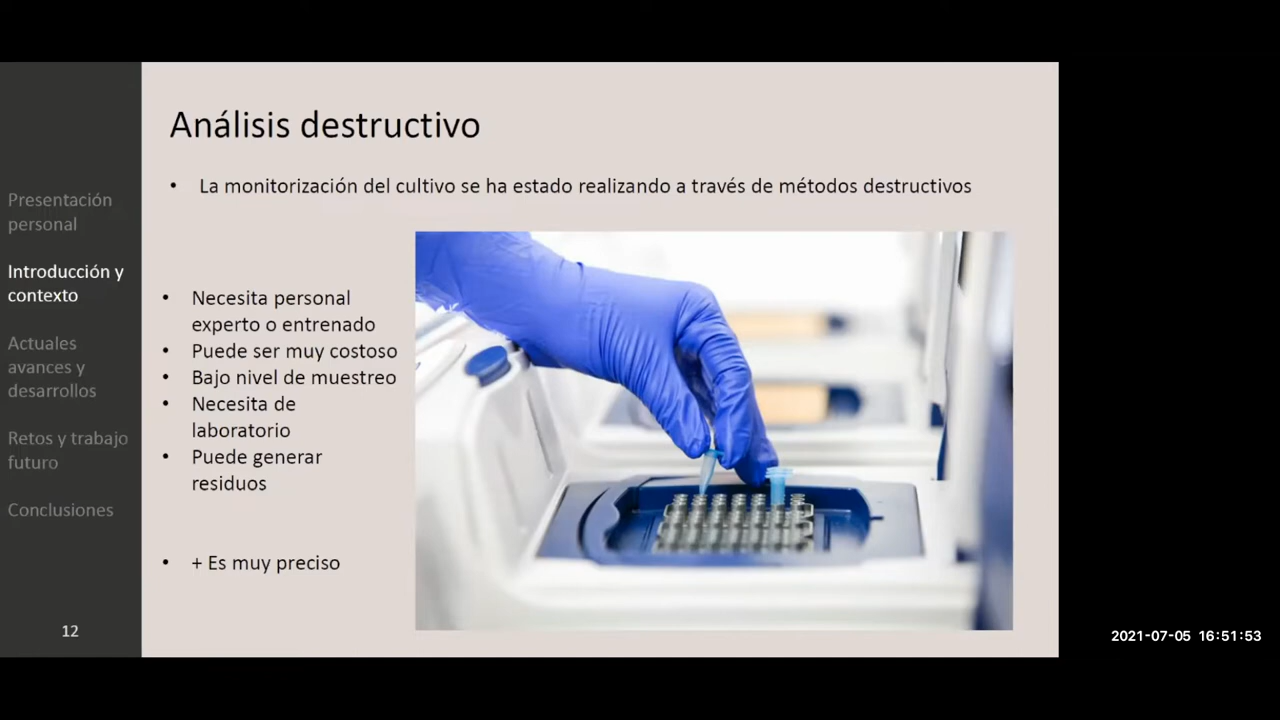 Presentación
personal
Introducción y
contexto
Actuales
avances y
desarrollos
Retos y trabajo
futuro
Conclusiones
12
Análisis destructivo
• La monitorización del cultivo se ha estado realizando a través de métodos destructivos
• Necesita personal
experto o entrenado
• Puede ser muy costoso
• Bajo nivel de muestreo
• Necesita de
laboratorio
• Puede generar
residuos
• + Es muy preciso
2021-07-05 16:51:53